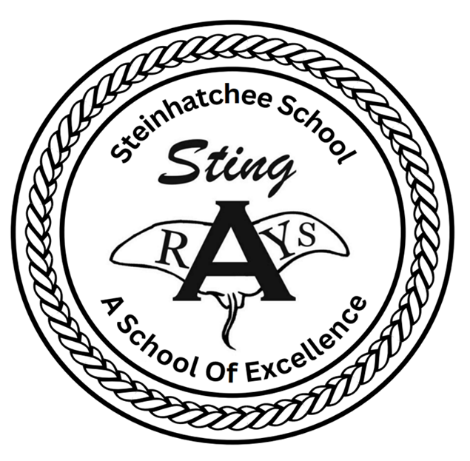 Steinhatchee School
Sting
RAYS
A School Of Excellence